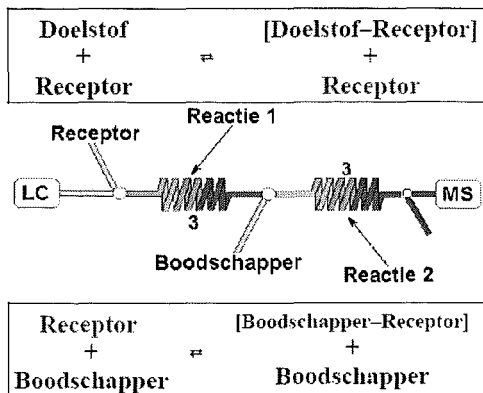 Doelstof [Doelstof–Receptor]
+ ⇄ +
Receptor Receptor
Reactie 1
Receptor
3
LC MS
3
Boodschapper
Reactie 2
Receptor [Boodschapper–Receptor]
+ ⇄ +
Boodschapper Boodschapper